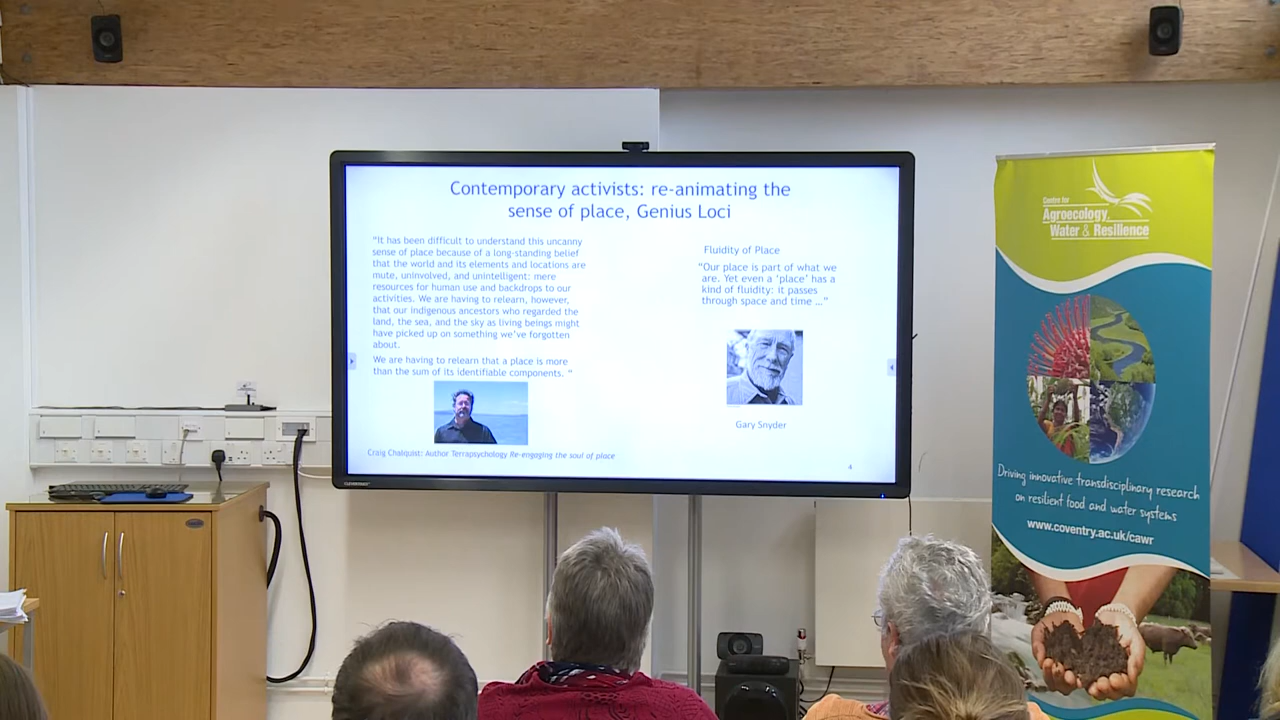 Contemporary activists: re-animating the
sense of place, Genius Loci
"It has been difficult to understand this uncanny
sense of place because of a long-standing belief
that the world and its elements and locations are
mute, uninvolved, and unintelligent: mere
resources for human use and backdrops to our
activities. We are having to relearn, however,
that our indigenous ancestors who regarded the
land, the sea, and the sky as living beings might
have picked up on something we've forgotten
about.
We are having to relearn that a place is more
than the sum of its identifiable components. "
Craig Chalquist: Author Terrapsychology Re-engaging the soul of place
Fluidity of Place
"Our place is part of what we
are. Yet even a 'place' has a
kind of fluidity: it passes
through space and time …"
Gary Snyder
4
Centre for
Agroecology,
Water & Resilience
Driving innovative transdisciplinary research
on resilient food and water systems
www.coventry.ac.uk/cawr